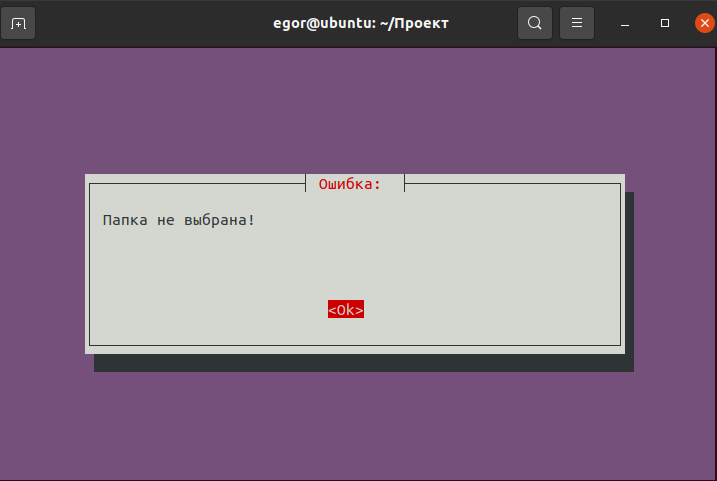 egor@ubuntu: ~/Проект
Ошибка:
Папка не выбрана!
<Ok>